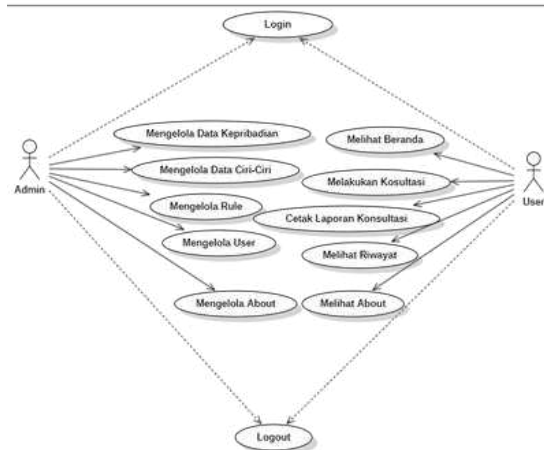 Login
Mengelola Data Kepribadian
Melihat Beranda
Mengelola Data Ciri-Ciri
Melakukan Kosultasi
Admin
User
Mengelola Rule
Cetak Laporan Konsultasi
Mengelola User
Melihat Riwayat
Mengelola About
Melihat About
Logout